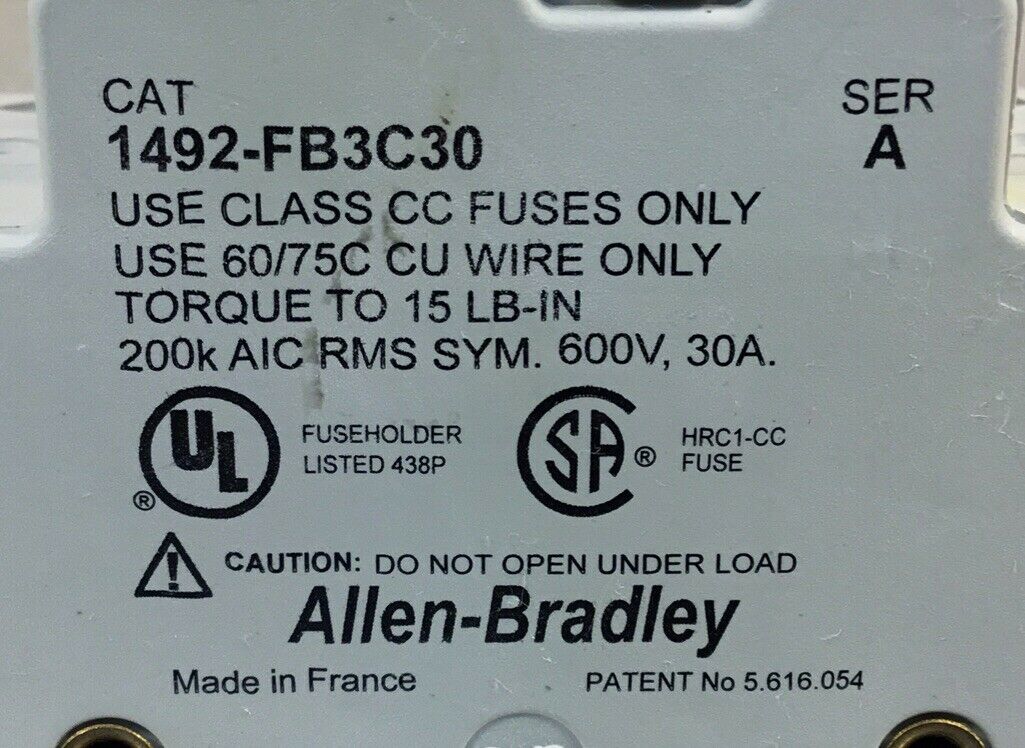 CAT
SER
1492-FB3C30
A
USE CLASS CC FUSES ONLY
USE 60/75C CU WIRE ONLY
TORQUE TO 15 LB-IN
200k AIC RMS SYM. 600V, 30A.
UL
®
FUSEHOLDER
LISTED 438P
SA
®
HRC1-CC
FUSE
CAUTION: DO NOT OPEN UNDER LOAD
Allen-Bradley
Made in France
PATENT No 5.616.054